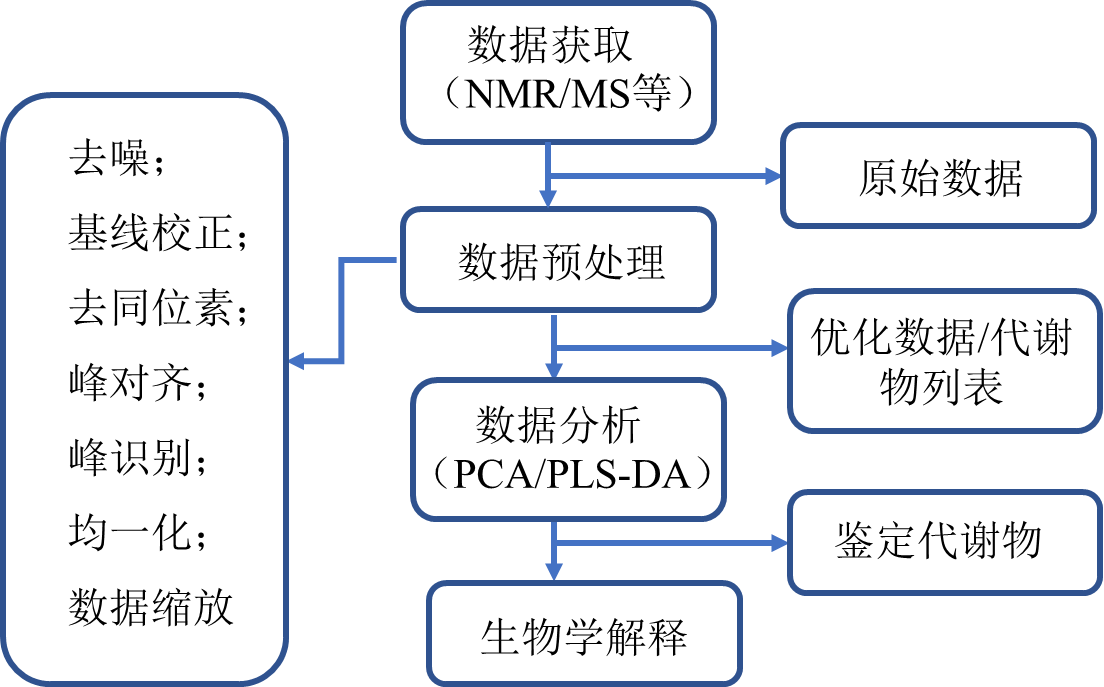 数据获取
（NMR/MS等）
原始数据
数据预处理
去噪；
基线校正；
去同位素；
峰对齐；
峰识别；
均一化；
数据缩放
优化数据/代谢
物列表
数据分析
（PCA/PLS-DA）
鉴定代谢物
生物学解释